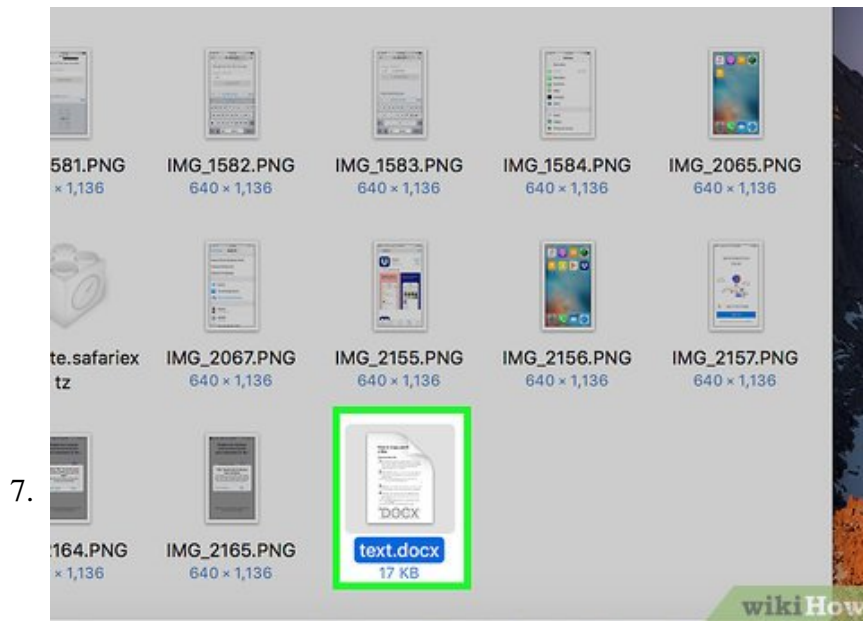 581.PNG IMG_1582.PNG IMG_1583.PNG IMG_1584.PNG IMG_2065.PNG
× 1,136 640 × 1,136 640 × 1,136 640 × 1,136 640 × 1,136
te.safariex IMG_2067.PNG IMG_2155.PNG IMG_2156.PNG IMG_2157.PNG
tz 640 × 1,136 640 × 1,136 640 × 1,136 640 × 1,136
7.
DOCX
164.PNG IMG_2165.PNG text.docx
× 1,136 640 × 1,136 17 KB
wikiHow